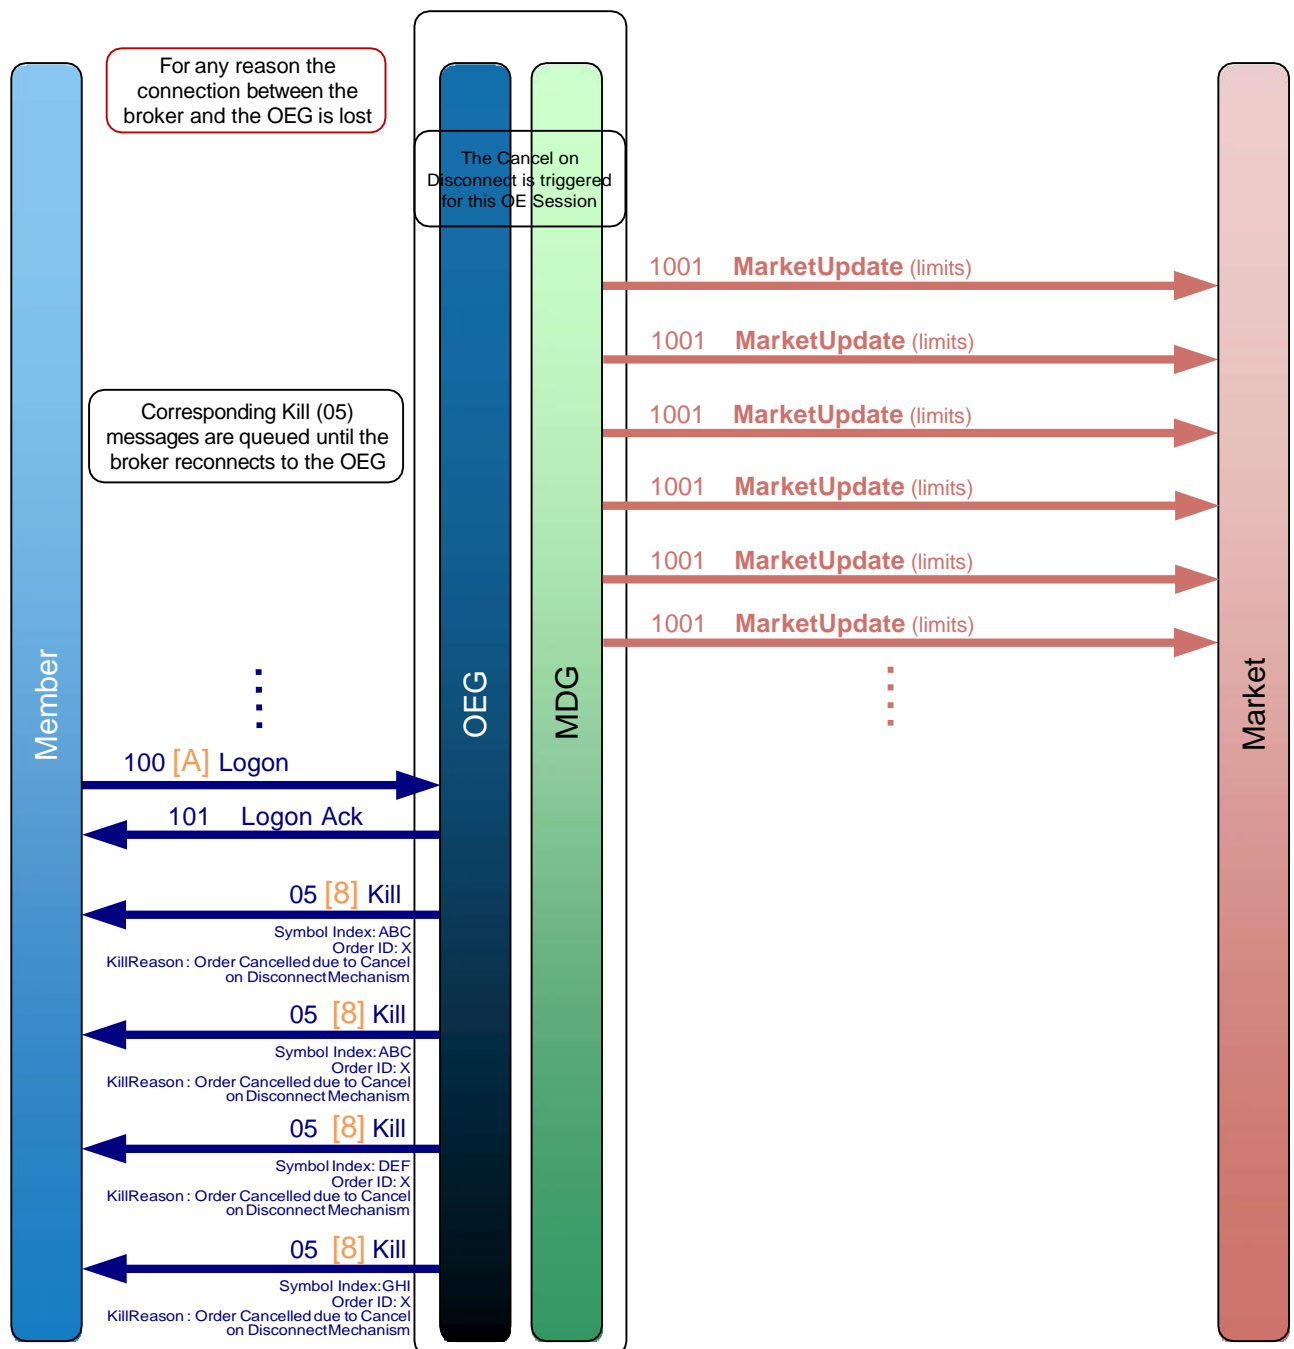 For any reason the
connection between the
broker and the OEG is lost
The Cancel on
Disconnect is triggered
for this OE Session
1001 MarketUpdate (limits)
1001 MarketUpdate (limits)
Corresponding Kill (05)
messages are queued until the
broker reconnects to the OEG
1001 MarketUpdate (limits)
1001 MarketUpdate (limits)
1001 MarketUpdate (limits)
1001 MarketUpdate (limits)
Member
OEG
MDG
Market
100 [A] Logon
101 Logon Ack
05 [8] Kill
Symbol Index: ABC
Order ID: X
KillReason : Order Cancelled due to Cancel
on Disconnect Mechanism
05 [8] Kill
Symbol Index: ABC
Order ID: X
KillReason : Order Cancelled due to Cancel
on Disconnect Mechanism
05 [8] Kill
Symbol Index: DEF
Order ID: X
KillReason : Order Cancelled due to Cancel
on Disconnect Mechanism
05 [8] Kill
Symbol Index: GHI
Order ID: X
KillReason : Order Cancelled due to Cancel
on Disconnect Mechanism